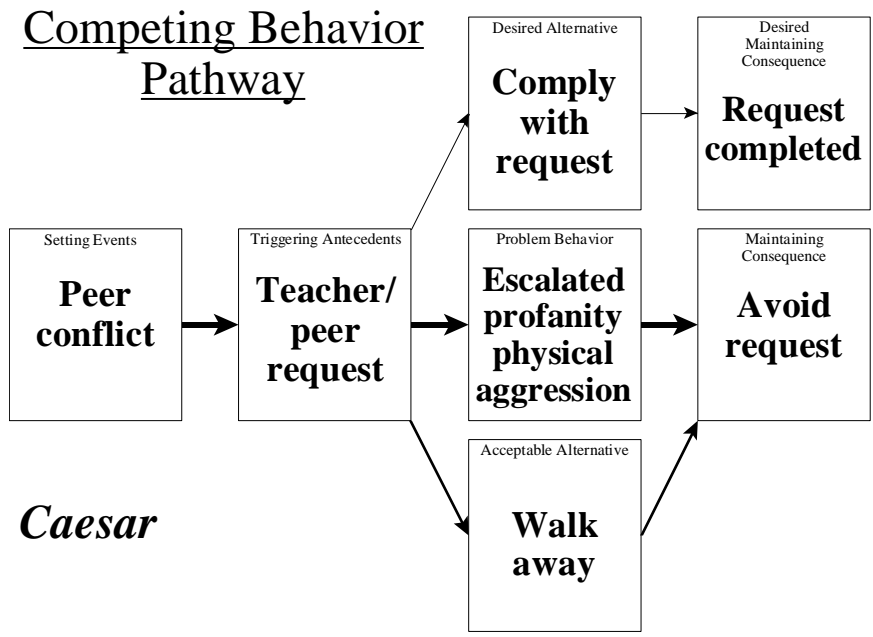 Competing Behavior
Pathway
Desired Alternative
Comply
with
request
Desired
Maintaining
Consequence
Request
completed
Setting Events
Peer
conflict
Triggering Antecedents
Teacher/
peer
request
Problem Behavior
Escalated
profanity
physical
aggression
Maintaining
Consequence
Avoid
request
Acceptable Alternative
Walk
away
Caesar